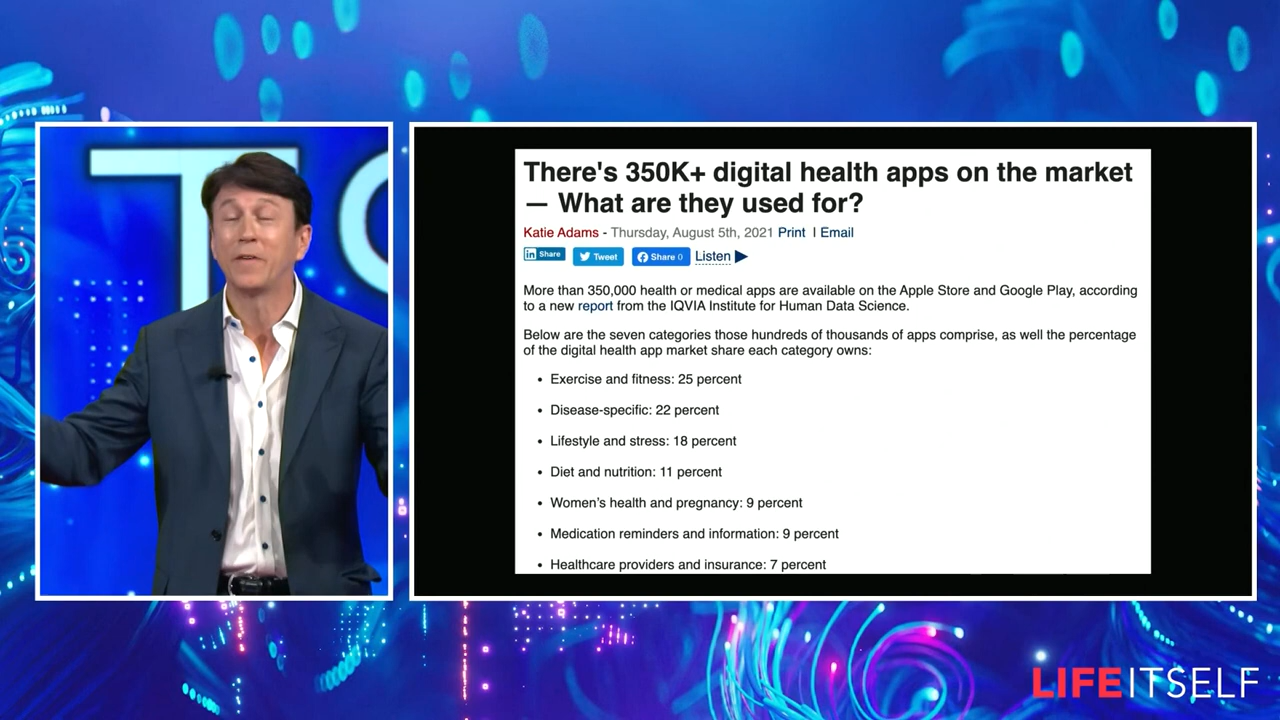 There's 350K+ digital health apps on the market
— What are they used for?
Katie Adams - Thursday, August 5th, 2021 Print | Email
in Share Tweet Share 0 Listen
More than 350,000 health or medical apps are available on the Apple Store and Google Play, according
to a new report from the IQVIA Institute for Human Data Science.
Below are the seven categories those hundreds of thousands of apps comprise, as well the percentage
of the digital health app market share each category owns:
• Exercise and fitness: 25 percent
• Disease-specific: 22 percent
• Lifestyle and stress: 18 percent
• Diet and nutrition: 11 percent
• Women's health and pregnancy: 9 percent
• Medication reminders and information: 9 percent
• Healthcare providers and insurance: 7 percent
LIFEITSELF